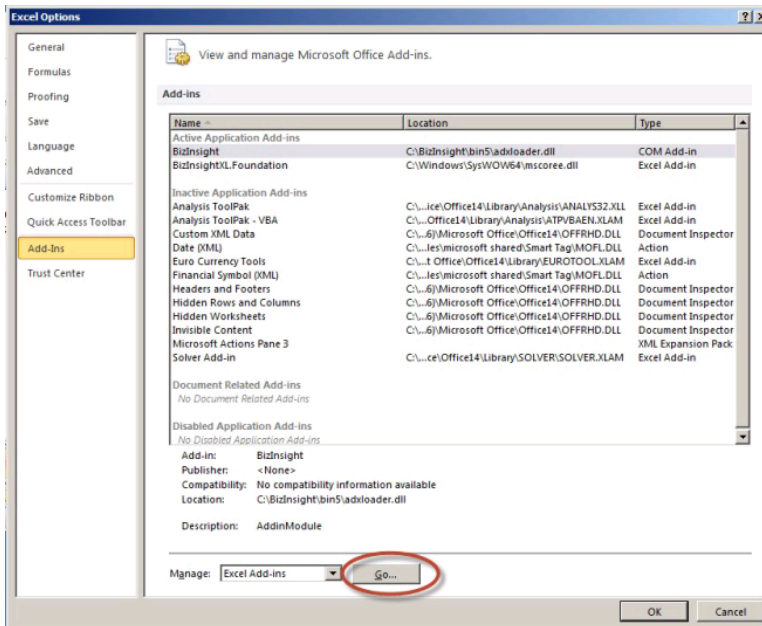 Excel Options
General
Formulas
Proofing
Save
Language
Advanced
Customize Ribbon
Quick Access Toolbar
Add-Ins
Trust Center
View and manage Microsoft Office Add-ins.
Add-ins
Name Location Type
Active Application Add-ins
BizInsight C:\BizInsight\bin5\adxloader.dll COM Add-in
BizInsightXL.Foundation C:\Windows\SysWOW64\mscoree.dll Excel Add-in
Inactive Application Add-ins
Analysis ToolPak C:\...ice\Office14\Library\Analysis\ANALYS32.XLL Excel Add-in
Analysis ToolPak - VBA C:\...Office14\Library\Analysis\ATPVBAEN.XLAM Excel Add-in
Custom XML Data C:\...6)\Microsoft Office\Office14\OFFRHD.DLL Document Inspector
Date (XML) C:\...les\microsoft shared\Smart Tag\MOFL.DLL Action
Euro Currency Tools C:\...t Office\Office14\Library\EUROTOOL.XLAM Excel Add-in
Financial Symbol (XML) C:\...les\microsoft shared\Smart Tag\MOFL.DLL Action
Headers and Footers C:\...6)\Microsoft Office\Office14\OFFRHD.DLL Document Inspector
Hidden Rows and Columns C:\...6)\Microsoft Office\Office14\OFFRHD.DLL Document Inspector
Hidden Worksheets C:\...6)\Microsoft Office\Office14\OFFRHD.DLL Document Inspector
Invisible Content C:\...6)\Microsoft Office\Office14\OFFRHD.DLL Document Inspector
Microsoft Actions Pane 3 XML Expansion Pack
Solver Add-in C:\...ce\Office14\Library\SOLVER\SOLVER.XLAM Excel Add-in
Document Related Add-ins
No Document Related Add-ins
Disabled Application Add-ins
No Disabled Application Add-ins
Add-in: BizInsight
Publisher: <None>
Compatibility: No compatibility information available
Location: C:\BizInsight\bin5\adxloader.dll
Description: AddinModule
Manage: Excel Add-ins Go...
OK Cancel